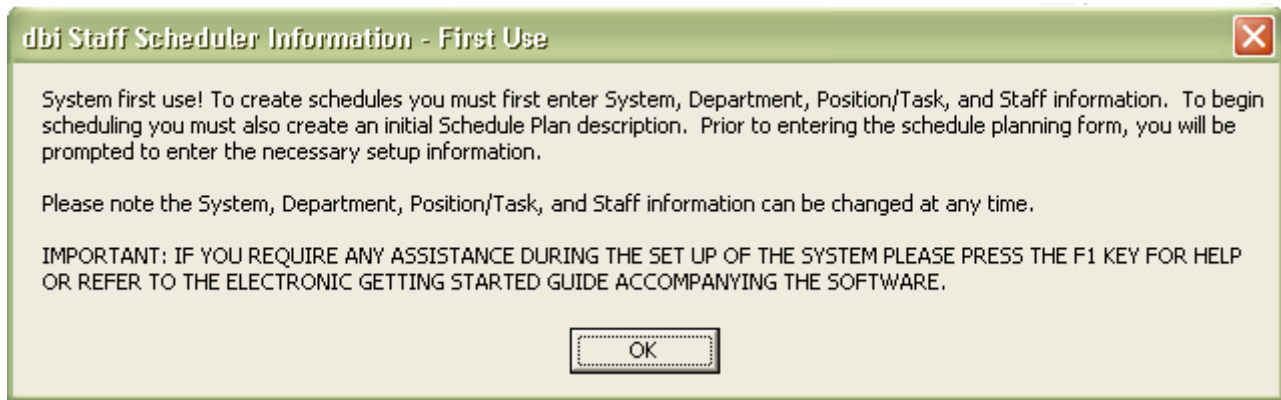 dbi Staff Scheduler Information - First Use
System first use! To create schedules you must first enter System, Department, Position/Task, and Staff information. To begin
scheduling you must also create an initial Schedule Plan description. Prior to entering the schedule planning form, you will be
prompted to enter the necessary setup information.
Please note the System, Department, Position/Task, and Staff information can be changed at any time.
IMPORTANT: IF YOU REQUIRE ANY ASSISTANCE DURING THE SET UP OF THE SYSTEM PLEASE PRESS THE F1 KEY FOR HELP
OR REFER TO THE ELECTRONIC GETTING STARTED GUIDE ACCOMPANYING THE SOFTWARE.
OK